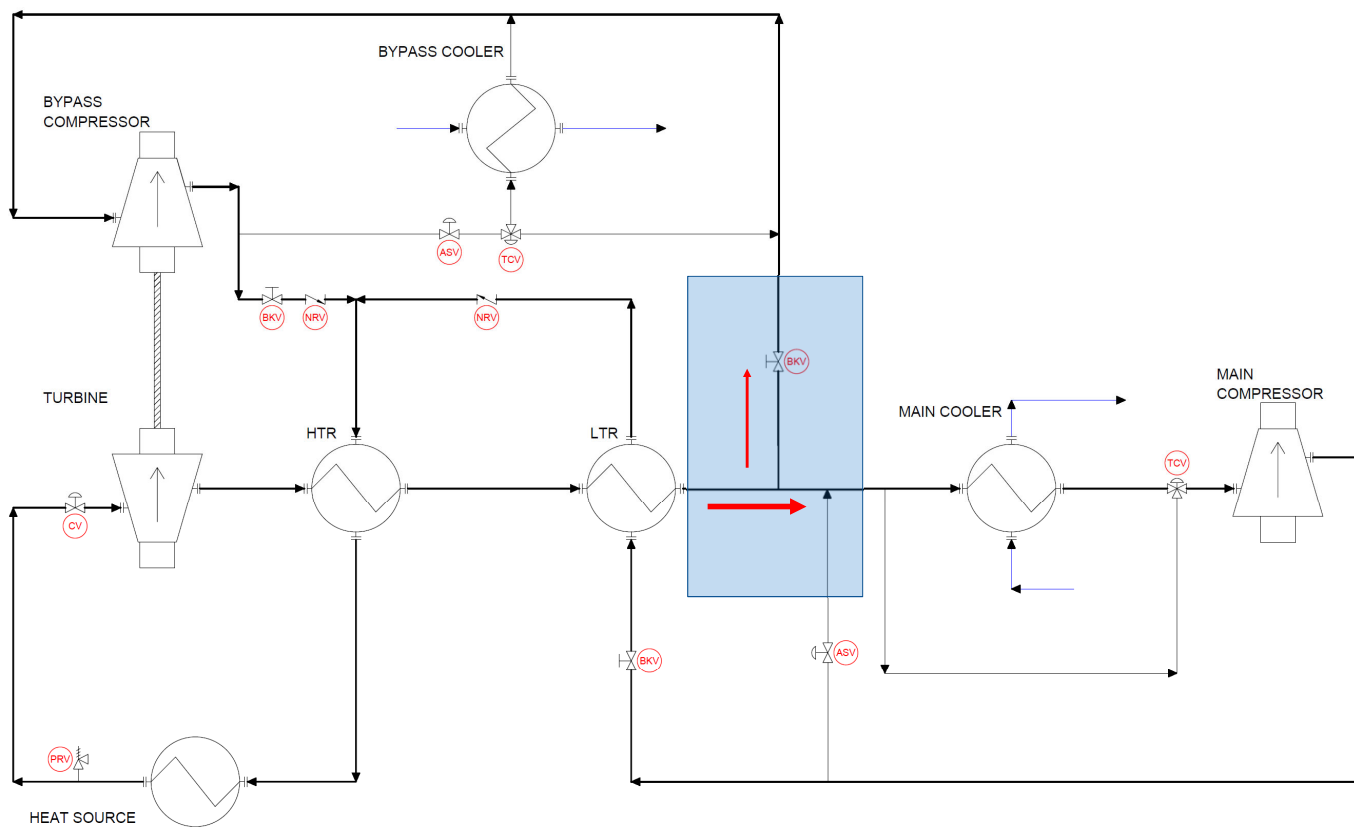 BYPASS COOLER
BYPASS
COMPRESSOR
ASV
TCV
BKV
NRV
NRV
BKV
TURBINE
HTR
LTR
MAIN COOLER
MAIN
COMPRESSOR
TCV
CV
BKV
ASV
PRV
HEAT SOURCE